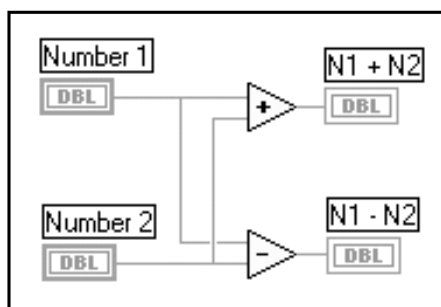 Number 1
DBL
N1 + N2
+
DBL
Number 2
DBL
N1 - N2
-
DBL